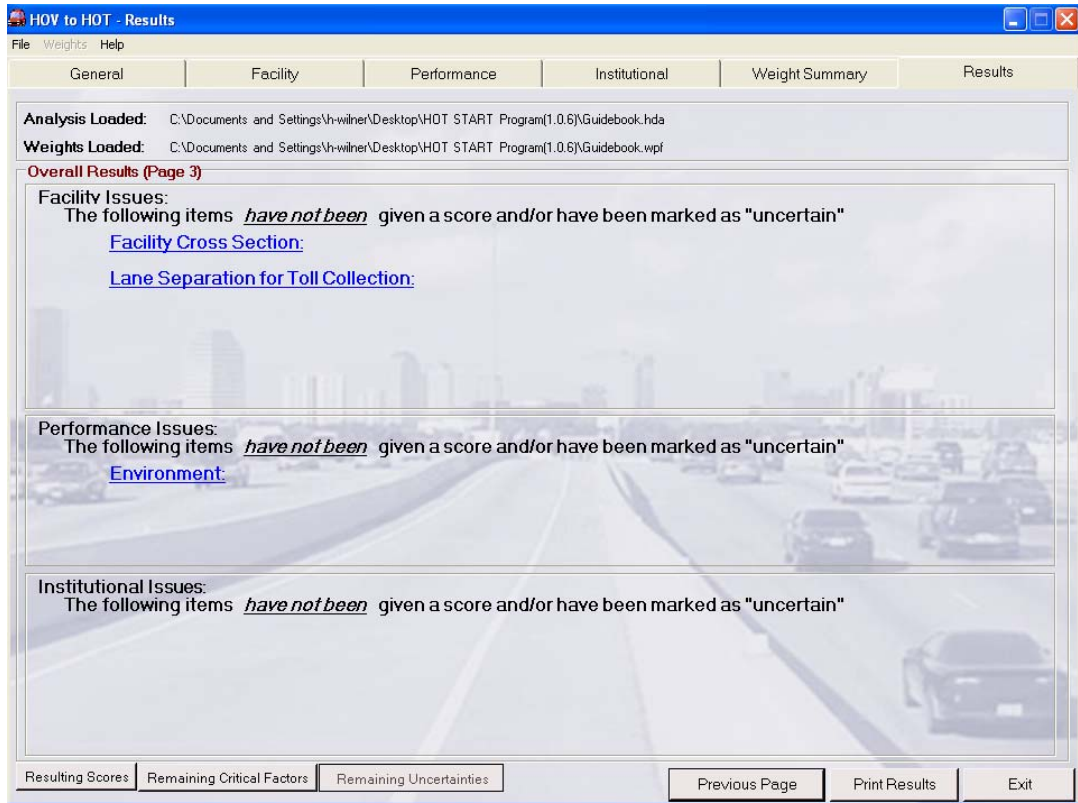 HOV to HOT - Results
File Weights Help
General Facility Performance Institutional Weight Summary Results
Analysis Loaded: C:\Documents and Settings\h-wilner\Desktop\HOT START Program(1.0.6)\Guidebook.hda
Weights Loaded: C:\Documents and Settings\h-wilner\Desktop\HOT START Program(1.0.6)\Guidebook.wpf
Overall Results (Page 3)
Facility Issues:
The following items have not been given a score and/or have been marked as "uncertain"
Facility Cross Section:
Lane Separation for Toll Collection:
Performance Issues:
The following items have not been given a score and/or have been marked as "uncertain"
Environment:
Institutional Issues:
The following items have not been given a score and/or have been marked as "uncertain"
Resulting Scores Remaining Critical Factors Remaining Uncertainties Previous Page Print Results Exit